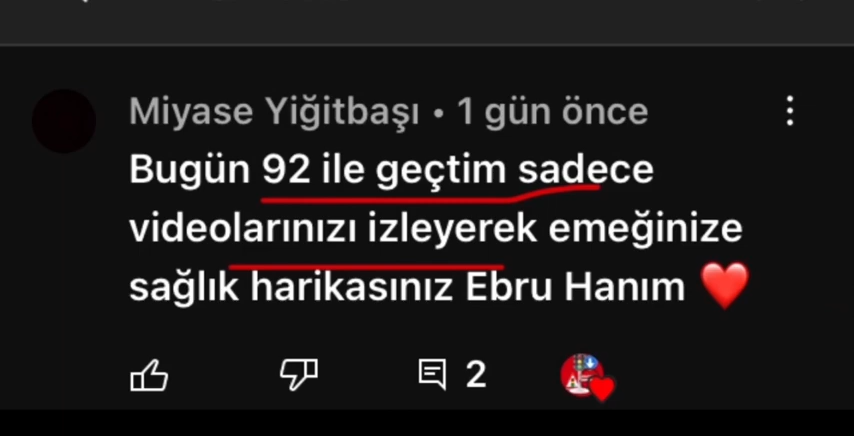 Miyase Yiğitbaşı • 1 gün önce
Bugün 92 ile geçtim sadece
videolarınızı izleyerek emeğinize
sağlık harikasınız Ebru Hanım ❤️
2